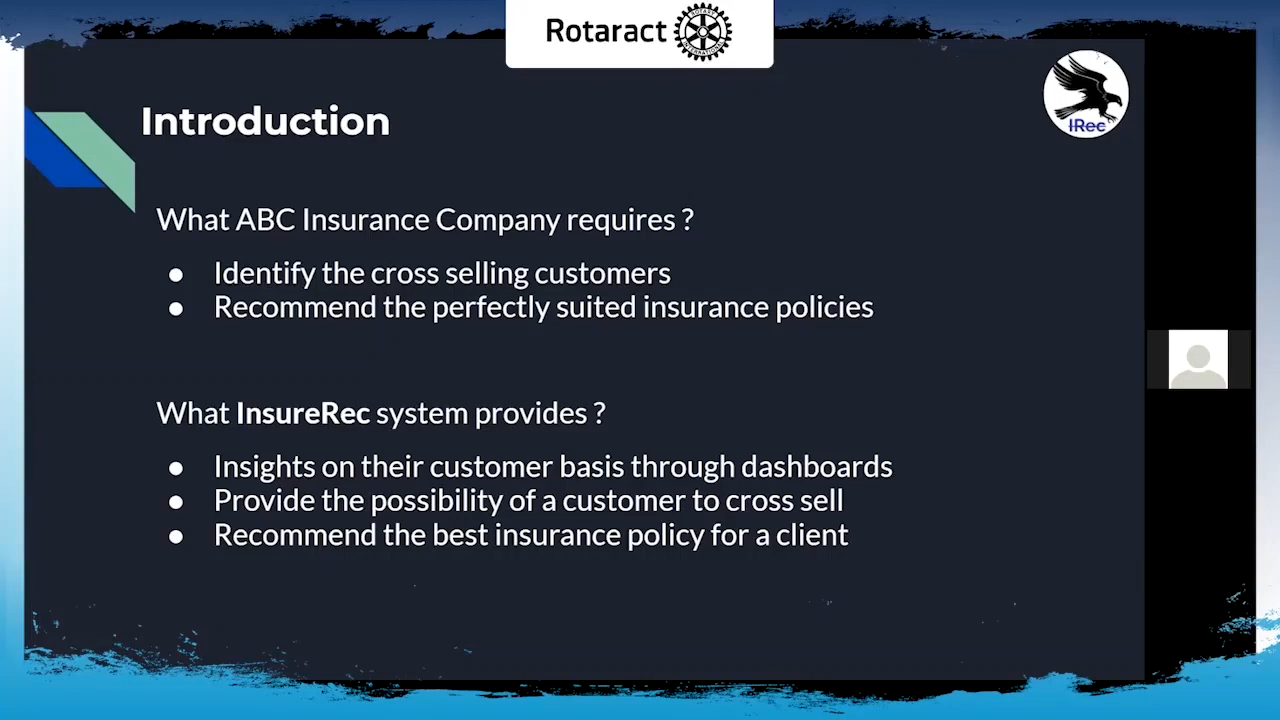 Rotaract
Introduction
IRec
What ABC Insurance Company requires ?
● Identify the cross selling customers
● Recommend the perfectly suited insurance policies
What InsureRec system provides ?
● Insights on their customer basis through dashboards
● Provide the possibility of a customer to cross sell
● Recommend the best insurance policy for a client